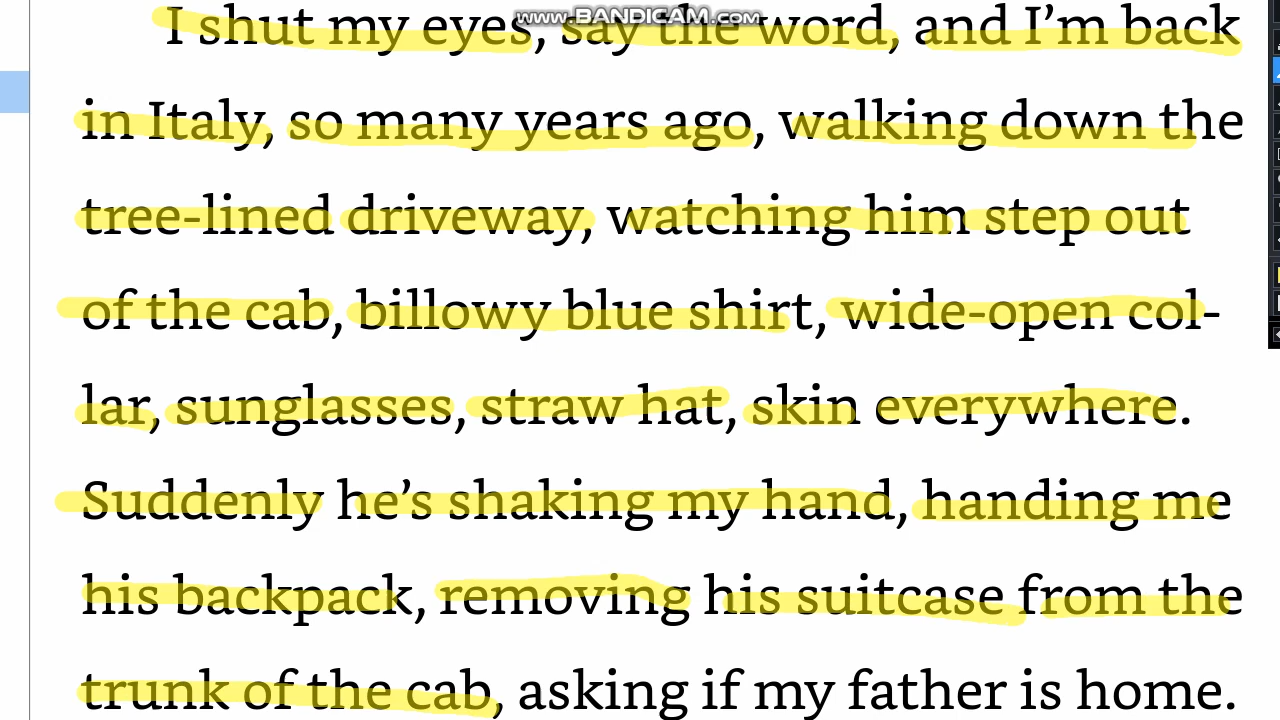 www.BANDICAM.com
I shut my eyes, say the word, and I’m back
in Italy, so many years ago, walking down the
tree-lined driveway, watching him step out
of the cab, billowy blue shirt, wide-open col-
lar, sunglasses, straw hat, skin everywhere.
Suddenly he’s shaking my hand, handing me
his backpack, removing his suitcase from the
trunk of the cab, asking if my father is home.